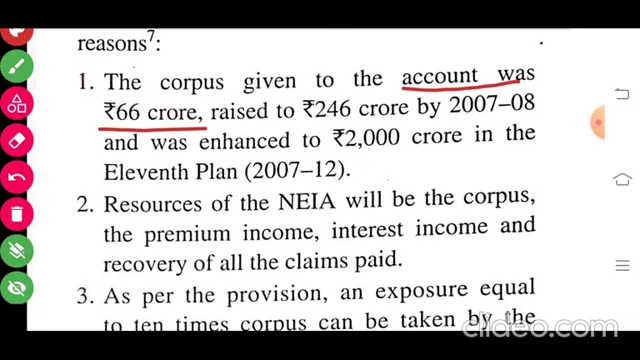 reasons7:
1. The corpus given to the account was
₹66 crore, raised to ₹246 crore by 2007–08
and was enhanced to ₹2,000 crore in the
Eleventh Plan (2007–12).
2. Resources of the NEIA will be the corpus,
the premium income, interest income and
recovery of all the claims paid.
3. As per the provision, an exposure equal
to ten times corpus can be taken by the
clideo.com